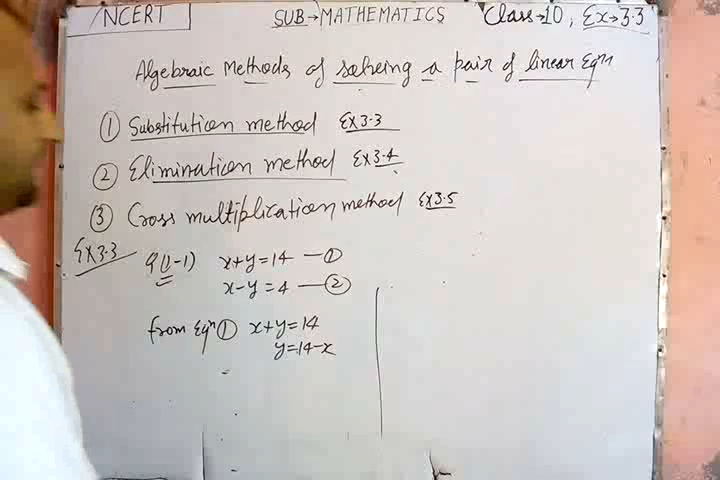 NCERT SUB→MATHEMATICS Class→10, Ex→3.3
Algebraic Methods of solving a pair of linear Eqⁿ
① Substitution method Ex 3.3
② Elimination method Ex 3.4
③ Cross multiplication method Ex 3.5
Ex 3.3
Q(1-1) x+y=14 —①
x-y=4 —②
from Eqⁿ① x+y=14
y=14-x